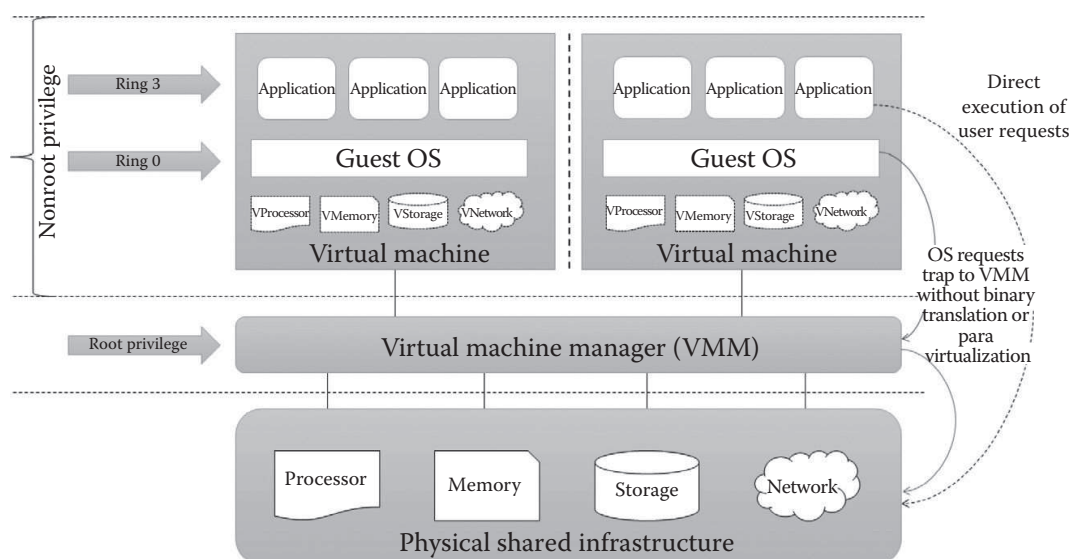 Nonroot privilege
Ring 3
Ring 0
Root privilege
Application
Application
Application
Guest OS
VProcessor
VMemory
VStorage
VNetwork
Virtual machine
Application
Application
Application
Guest OS
VProcessor
VMemory
VStorage
VNetwork
Virtual machine
Direct
execution of
user requests
OS requests
trap to VMM
without binary
translation or
para
virtualization
Virtual machine manager (VMM)
Processor
Memory
Storage
Network
Physical shared infrastructure